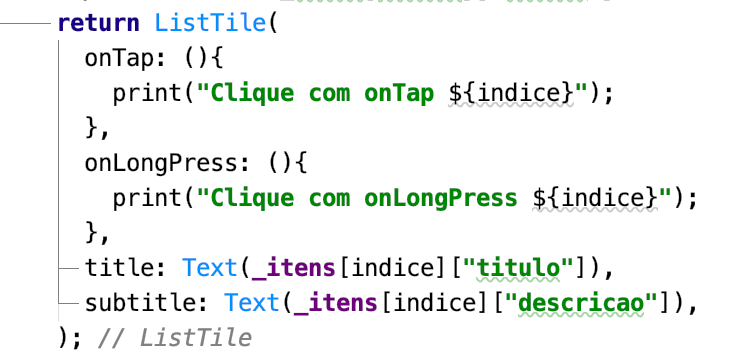 return ListTile(
onTap: (){
print("Clique com onTap ${indice}");
},
onLongPress: (){
print("Clique com onLongPress ${indice}");
},
title: Text(_itens[indice]["titulo"]),
subtitle: Text(_itens[indice]["descricao"]),
); // ListTile